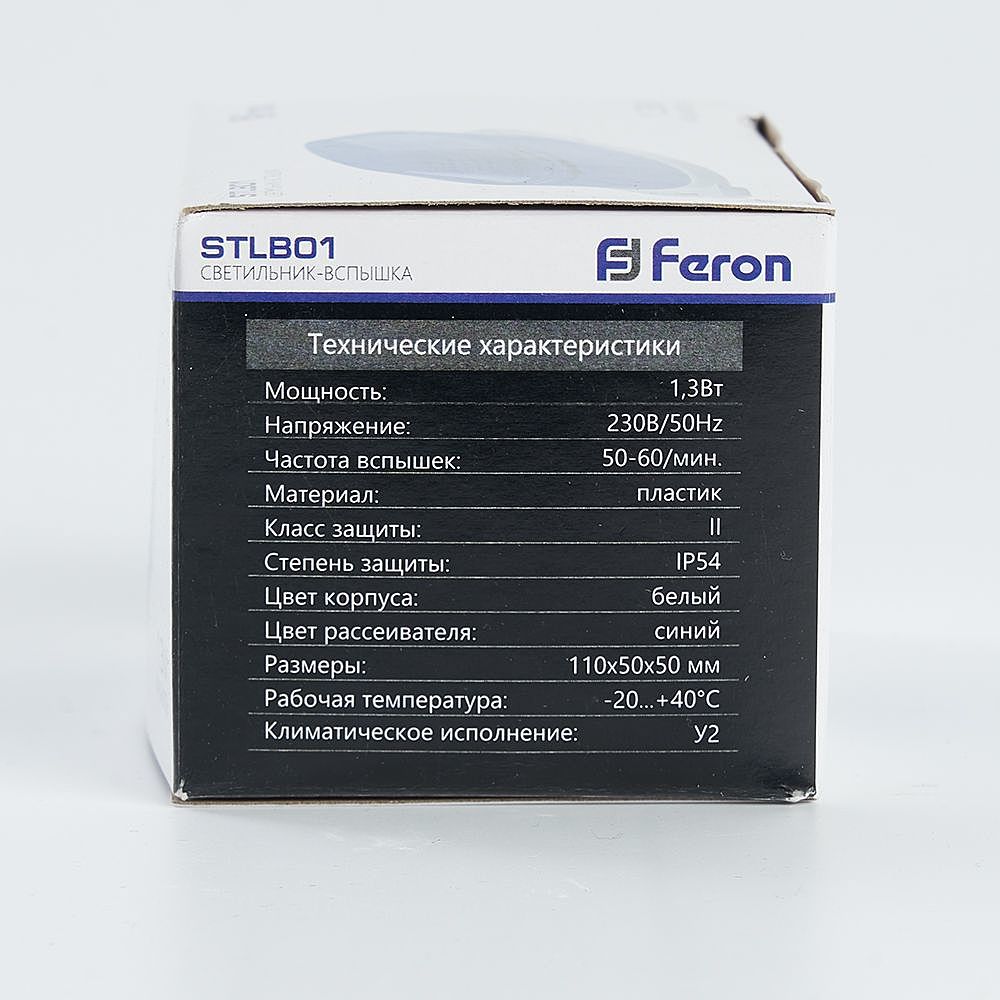 STLB01
СВЕТИЛЬНИК-ВСПЫШКА
Feron
Технические характеристики
Мощность: 1,3Вт
Напряжение: 230В/50Hz
Частота вспышек: 50-60/мин.
Материал: пластик
Класс защиты: II
Степень защиты: IP54
Цвет корпуса: белый
Цвет рассеивателя: синий
Размеры: 110x50x50 мм
Рабочая температура: -20...+40°C
Климатическое исполнение: У2